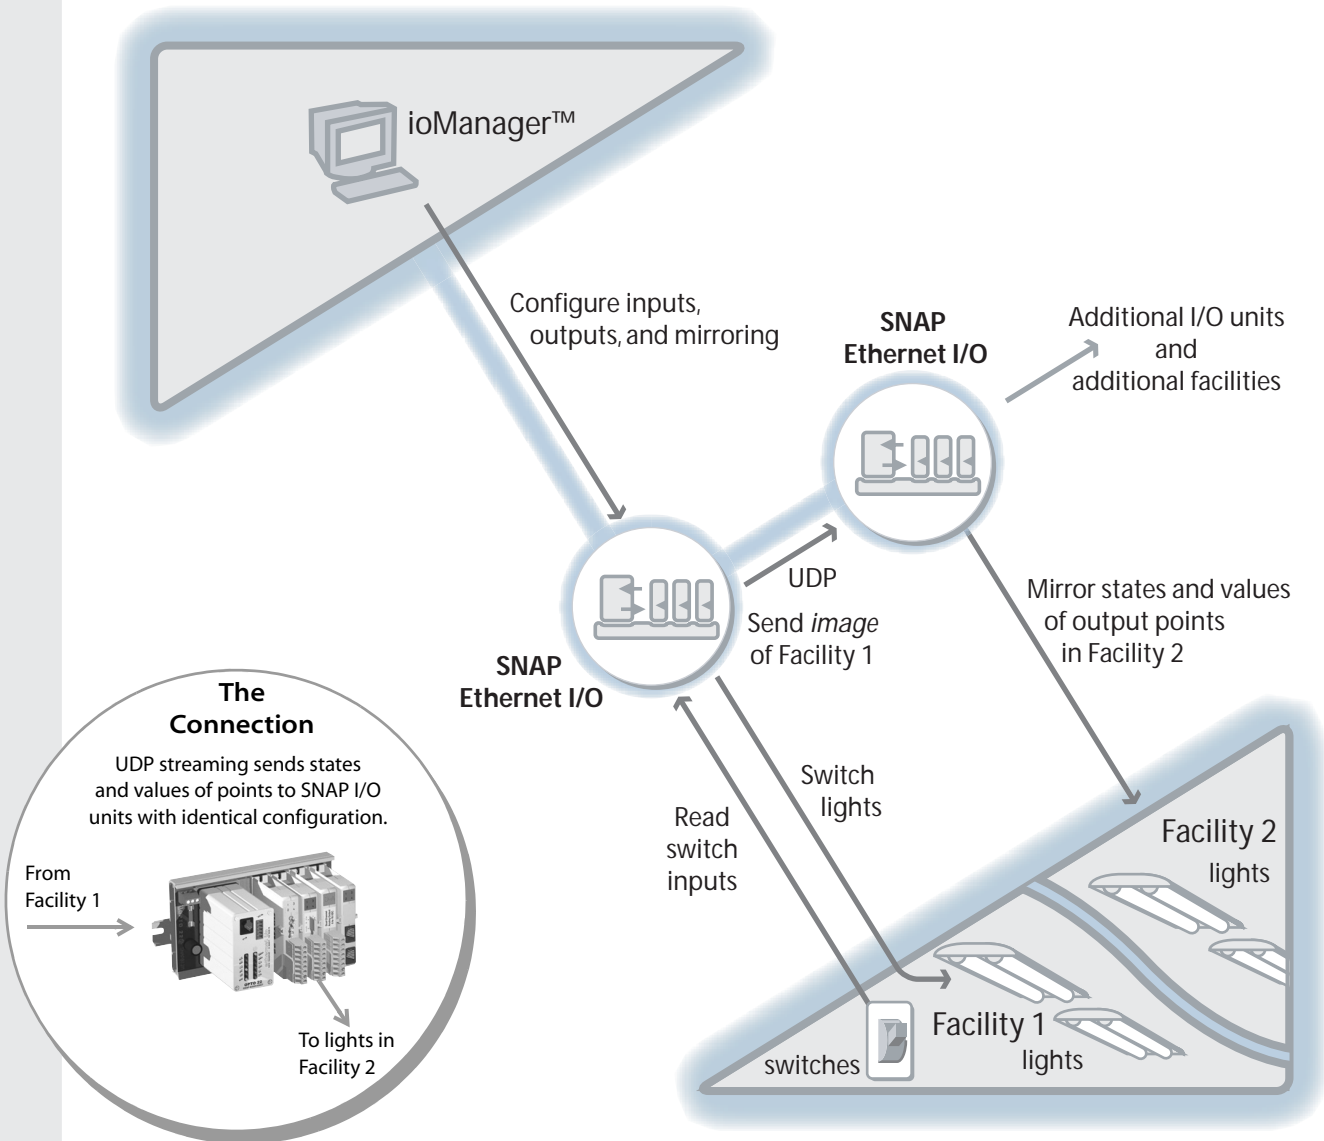 ioManager™
Configure inputs,
outputs, and mirroring
SNAP
Ethernet I/O
Additional I/O units
and
additional facilities
UDP
Send image
of Facility 1
Mirror states and values
of output points
in Facility 2
SNAP
Ethernet I/O
The
Connection
UDP streaming sends states
and values of points to SNAP I/O
units with identical configuration.
From
Facility 1
To lights in
Facility 2
Read
switch
inputs
Switch
lights
Facility 2
lights
Facility 1
lights
switches
OPTO 22